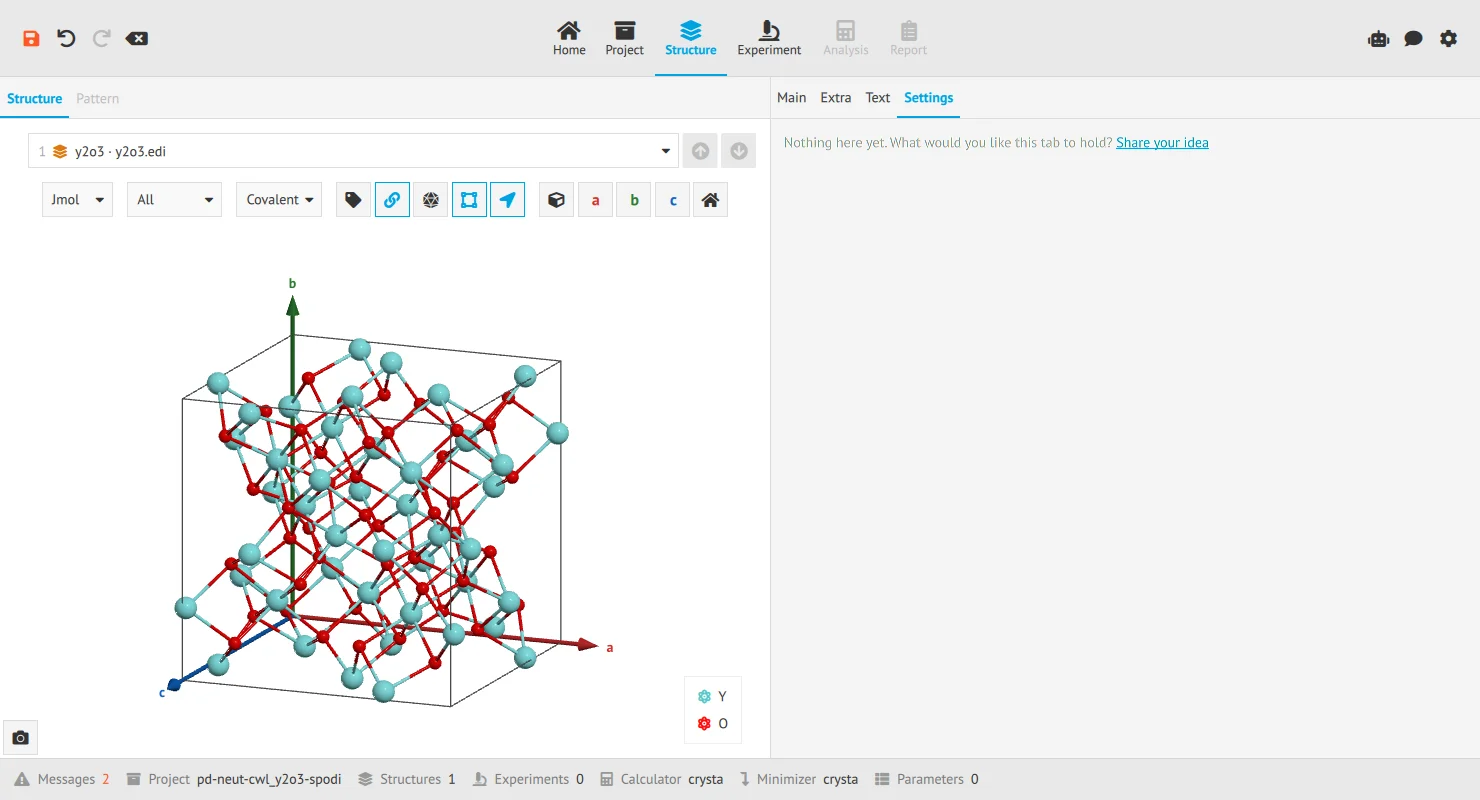 Home Project Structure Experiment Analysis Report
Structure Pattern
Main Extra Text Settings
1 y2o3 · y2o3.edi
Nothing here yet. What would you like this tab to hold? Share your idea
Jmol All Covalent a b c
b
a
c
Y
O
Messages 2 Project pd-neut-cwl_y2o3-spodi Structures 1 Experiments 0 Calculator crysta Minimizer crysta Parameters 0